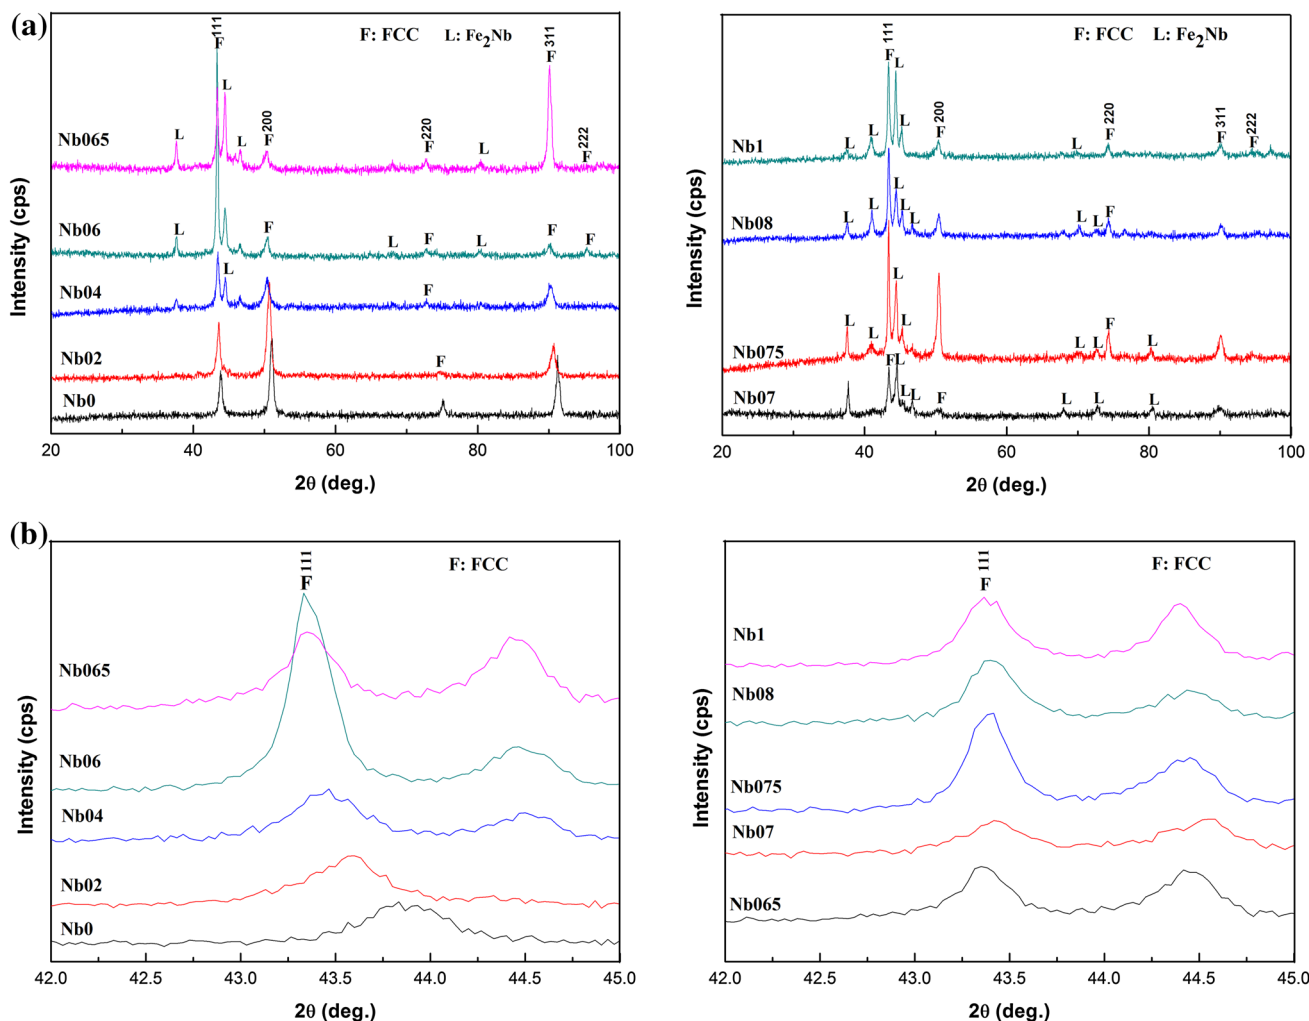 (a)
111
F
F: FCC L: Fe2Nb
311
F
L
L
L
200
F
220
F
L
222
F
Nb065
L
F
L
F
L
F
F
Nb06
L
F
Nb04
L
Nb02
Nb0
Intensity (cps)
20 40 60 80 100
2θ (deg.)
111
F
F: FCC L: Fe2Nb
L
L
L
L
200
F
L
220
F
311
F
222
F
Nb1
L
L
L
L
L
L
L
F
Nb08
L
L
L
L
L
L
F
L
Nb075
F
L
L
L
F
L
L
L
Nb07
Intensity (cps)
20 40 60 80 100
2θ (deg.)
(b)
111
F
F: FCC
Nb065
Nb06
Nb04
Nb02
Nb0
Intensity (cps)
42.0 42.5 43.0 43.5 44.0 44.5 45.0
2θ (deg.)
111
F
F: FCC
Nb1
Nb08
Nb075
Nb07
Nb065
Intensity (cps)
42.0 42.5 43.0 43.5 44.0 44.5 45.0
2θ (deg.)